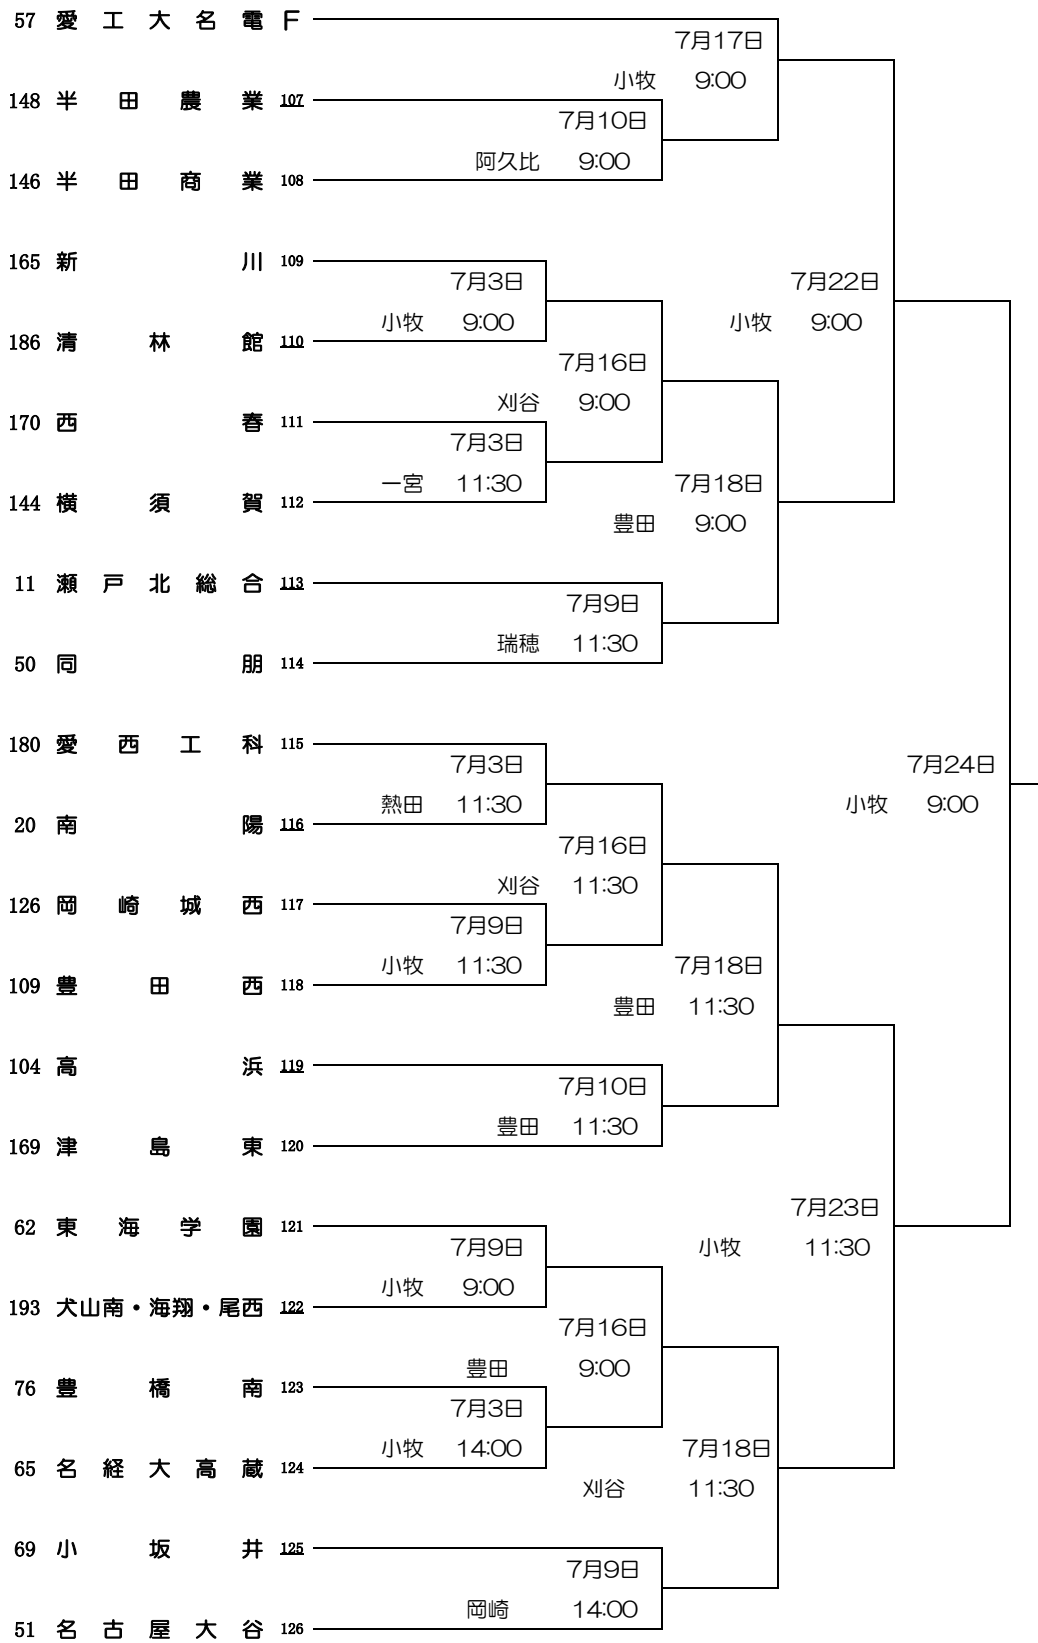 57 愛工大名電 F
7月17日
小牧 9:00
148 半田農業 107
7月10日
阿久比 9:00
146 半田商業 108
165 新川 109
7月3日 7月22日
小牧 9:00 小牧 9:00
186 清林館 110
7月16日
刈谷 9:00
170 西春 111
7月3日
一宮 11:30 7月18日
144 横須賀 112
豊田 9:00
11 瀬戸北総合 113
7月9日
瑞穂 11:30
50 同朋 114
180 愛西工科 115
7月3日 7月24日
熱田 11:30 小牧 9:00
20 南陽 116
7月16日
刈谷 11:30
126 岡崎城西 117
7月9日
小牧 11:30 7月18日
109 豊田西 118
豊田 11:30
104 高浜 119
7月10日
豊田 11:30
169 津島東 120
7月23日
62 東海学園 121
7月9日 小牧 11:30
小牧 9:00
193 犬山南・海翔・尾西 122
7月16日
豊田 9:00
76 豊橋南 123
7月3日
小牧 14:00 7月18日
65 名経大高蔵 124
刈谷 11:30
69 小坂井 125
7月9日
岡崎 14:00
51 名古屋大谷 126